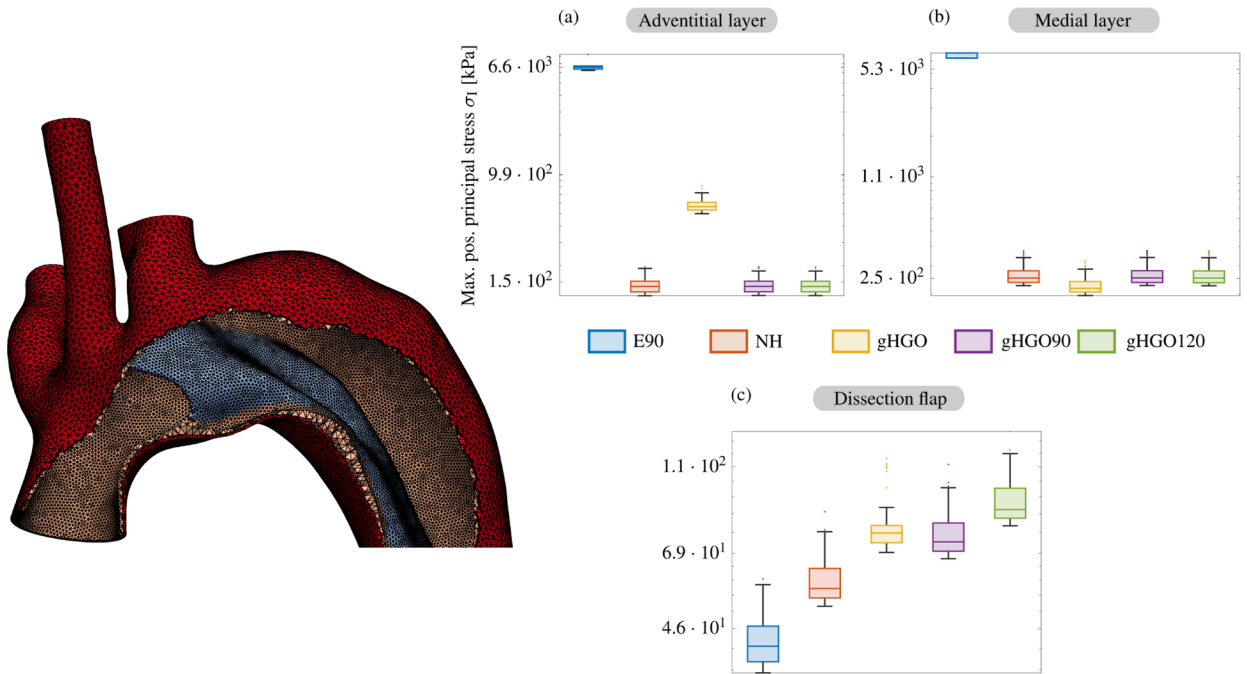 (a)
Adventitial layer
(b)
Medial layer
Max. pos. principal stress σI [kPa]
6.6 · 10³
9.9 · 10²
1.5 · 10²
5.3 · 10³
1.1 · 10³
2.5 · 10²
E90
NH
gHGO
gHGO90
gHGO120
(c)
Dissection flap
1.1 · 10²
6.9 · 10¹
4.6 · 10¹